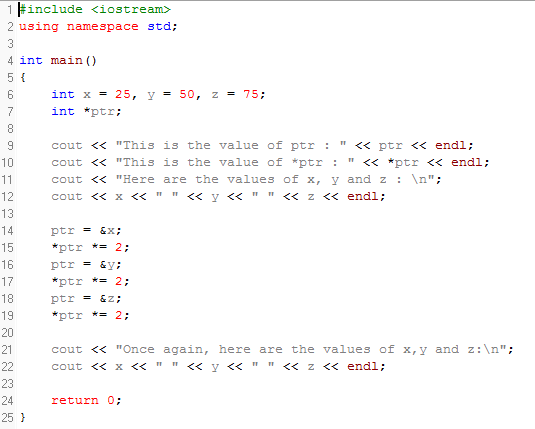 1 #include <iostream>
2 using namespace std;
3
4 int main()
5 {
6     int x = 25, y = 50, z = 75;
7     int *ptr;
8
9     cout << "This is the value of ptr : " << ptr << endl;
10     cout << "This is the value of *ptr : " << *ptr << endl;
11     cout << "Here are the values of x, y and z : \n";
12     cout << x << " " << y << " " << z << endl;
13
14     ptr = &x;
15     *ptr *= 2;
16     ptr = &y;
17     *ptr *= 2;
18     ptr = &z;
19     *ptr *= 2;
20
21     cout << "Once again, here are the values of x,y and z:\n";
22     cout << x << " " << y << " " << z << endl;
23
24     return 0;
25 }